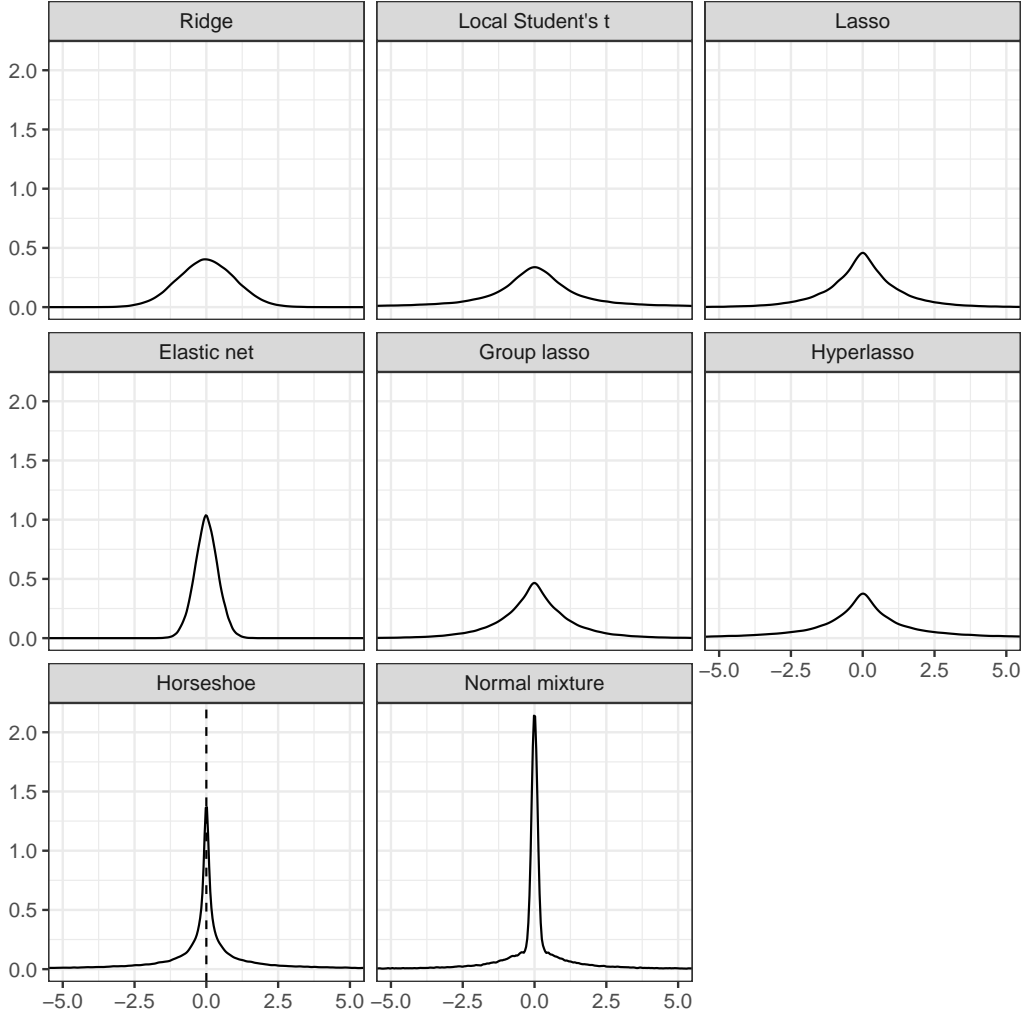 Ridge
Local Student's t
Lasso
2.0
1.5
1.0
0.5
0.0
Elastic net
Group lasso
Hyperlasso
2.0
1.5
1.0
0.5
0.0
−5.0 −2.5 0.0 2.5 5.0
Horseshoe
Normal mixture
2.0
1.5
1.0
0.5
0.0
−5.0 −2.5 0.0 2.5 5.0 −5.0 −2.5 0.0 2.5 5.0